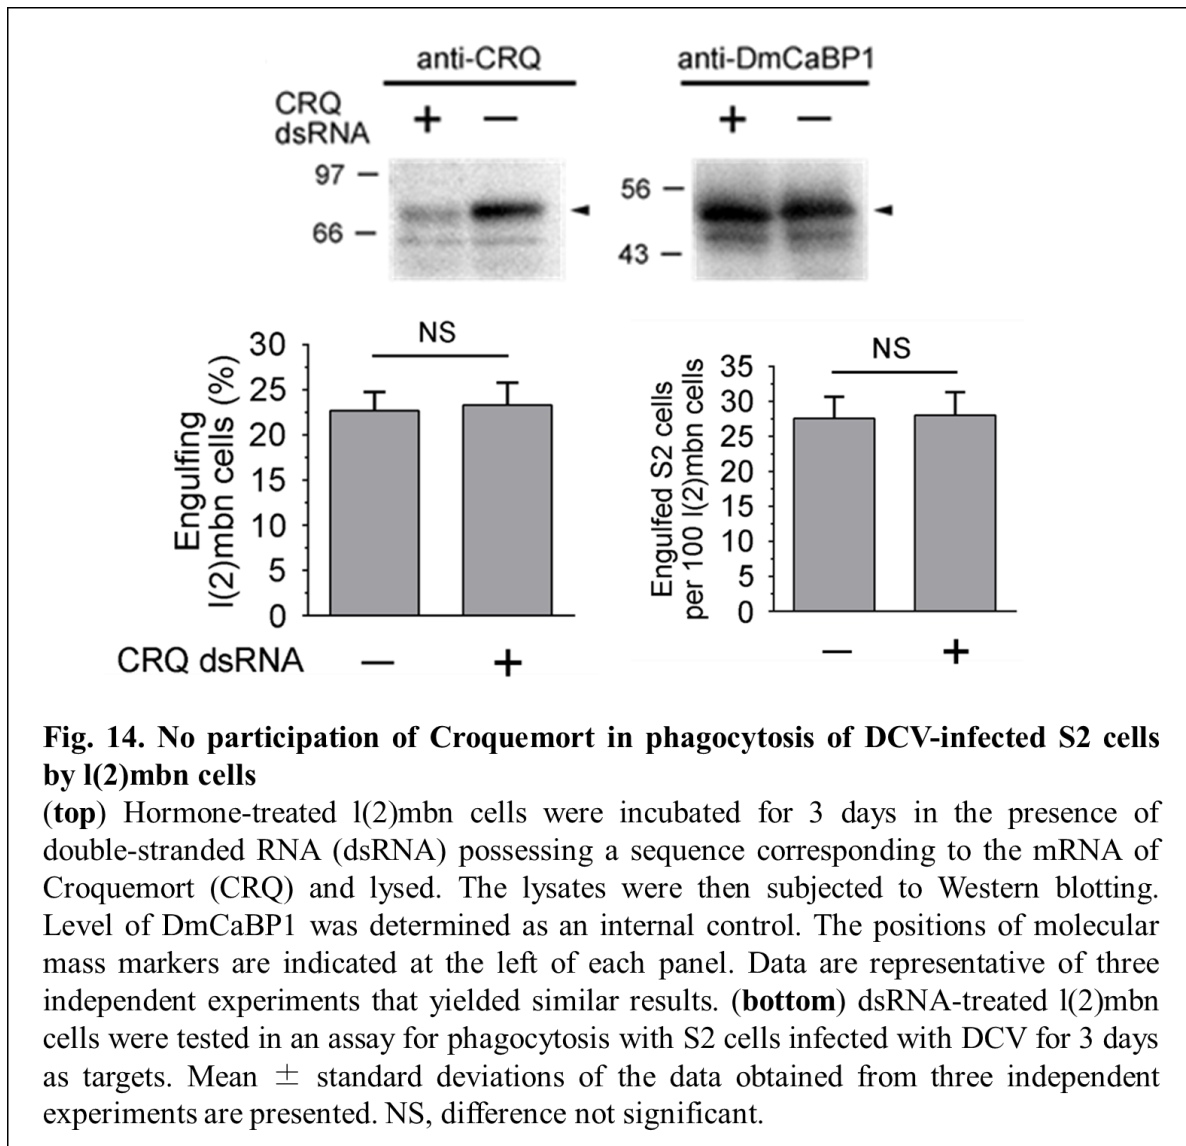 anti-CRQ
anti-DmCaBP1
CRQ
dsRNA
+
—
+
—
97
66
56
43
NS
30
25
20
15
10
5
0
Engulfing
l(2)mbn cells (%)
CRQ dsRNA
—
+
NS
35
30
25
20
15
10
5
0
Engulfed S2 cells
per 100 l(2)mbn cells
—
+
Fig. 14. No participation of Croquemort in phagocytosis of DCV-infected S2 cells
by l(2)mbn cells
(top) Hormone-treated l(2)mbn cells were incubated for 3 days in the presence of
double-stranded RNA (dsRNA) possessing a sequence corresponding to the mRNA of
Croquemort (CRQ) and lysed. The lysates were then subjected to Western blotting.
Level of DmCaBP1 was determined as an internal control. The positions of molecular
mass markers are indicated at the left of each panel. Data are representative of three
independent experiments that yielded similar results. (bottom) dsRNA-treated l(2)mbn
cells were tested in an assay for phagocytosis with S2 cells infected with DCV for 3 days
as targets. Mean ± standard deviations of the data obtained from three independent
experiments are presented. NS, difference not significant.